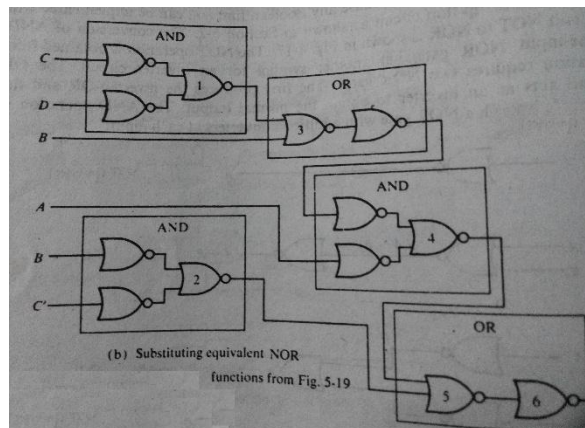 AND
C
1
OR
D
3
B
AND
A
AND
4
B
2
C'
OR
(b) Substituting equivalent NOR
functions from Fig. 5-19
5
6